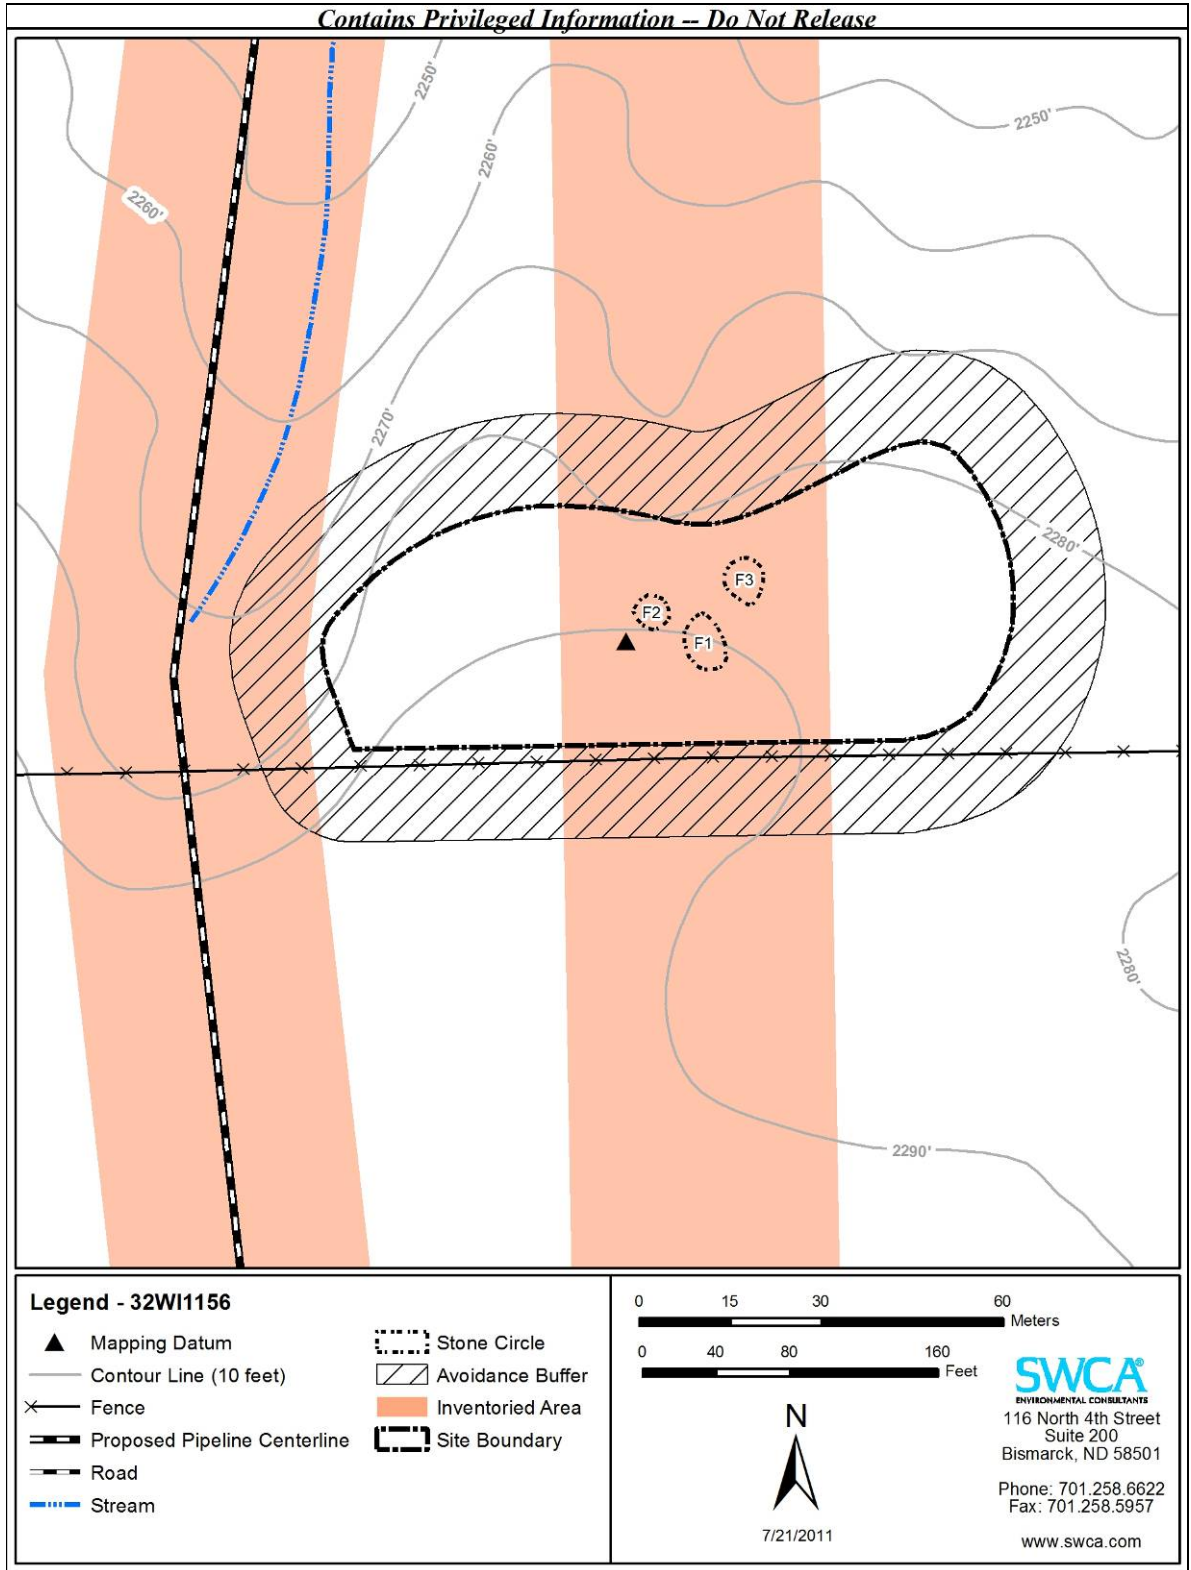 Contains Privileged Information -- Do Not Release
2250'
2250'
2260'
2260'
2270'
2280'
F3
F2
F1
2280'
2290'
Legend - 32WI1156
Mapping Datum
Contour Line (10 feet)
Fence
Proposed Pipeline Centerline
Road
Stream
Stone Circle
Avoidance Buffer
Inventoried Area
Site Boundary
0 15 30 60
Meters
0 40 80 160
Feet
N
7/21/2011
SWCA®
ENVIRONMENTAL CONSULTANTS
116 North 4th Street
Suite 200
Bismarck, ND 58501
Phone: 701.258.6622
Fax: 701.258.5957
www.swca.com